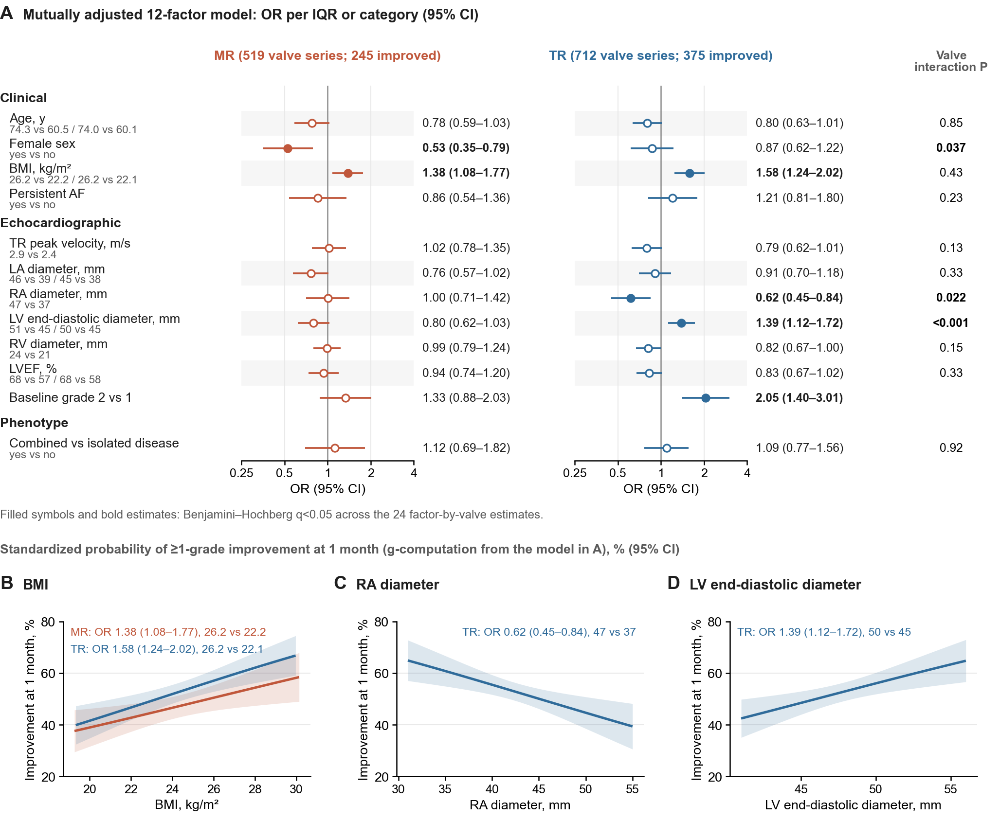 A Mutually adjusted 12-factor model: OR per IQR or category (95% CI)
MR (519 valve series; 245 improved)
TR (712 valve series; 375 improved)
Valve
interaction P
Clinical
Age, y
74.3 vs 60.5 / 74.0 vs 60.1
0.78 (0.59–1.03)
0.80 (0.63–1.01)
0.85
Female sex
yes vs no
0.53 (0.35–0.79)
0.87 (0.62–1.22)
0.037
BMI, kg/m²
26.2 vs 22.2 / 26.2 vs 22.1
1.38 (1.08–1.77)
1.58 (1.24–2.02)
0.43
Persistent AF
yes vs no
0.86 (0.54–1.36)
1.21 (0.81–1.80)
0.23
Echocardiographic
TR peak velocity, m/s
2.9 vs 2.4
1.02 (0.78–1.35)
0.79 (0.62–1.01)
0.13
LA diameter, mm
46 vs 39 / 45 vs 38
0.76 (0.57–1.02)
0.91 (0.70–1.18)
0.33
RA diameter, mm
47 vs 37
1.00 (0.71–1.42)
0.62 (0.45–0.84)
0.022
LV end-diastolic diameter, mm
51 vs 45 / 50 vs 45
0.80 (0.62–1.03)
1.39 (1.12–1.72)
<0.001
RV diameter, mm
24 vs 21
0.99 (0.79–1.24)
0.82 (0.67–1.00)
0.15
LVEF, %
68 vs 57 / 68 vs 58
0.94 (0.74–1.20)
0.83 (0.67–1.02)
0.33
Baseline grade 2 vs 1
1.33 (0.88–2.03)
2.05 (1.40–3.01)
Phenotype
Combined vs isolated disease
yes vs no
1.12 (0.69–1.82)
1.09 (0.77–1.56)
0.92
0.25 0.5 1 2 4
OR (95% CI)
0.25 0.5 1 2 4
OR (95% CI)
Filled symbols and bold estimates: Benjamini–Hochberg q<0.05 across the 24 factor-by-valve estimates.
Standardized probability of ≥1-grade improvement at 1 month (g-computation from the model in A), % (95% CI)
B BMI
Improvement at 1 month, %
80
60
40
20
MR: OR 1.38 (1.08–1.77), 26.2 vs 22.2
TR: OR 1.58 (1.24–2.02), 26.2 vs 22.1
20 22 24 26 28 30
BMI, kg/m²
C RA diameter
Improvement at 1 month, %
80
60
40
20
TR: OR 0.62 (0.45–0.84), 47 vs 37
30 35 40 45 50 55
RA diameter, mm
D LV end-diastolic diameter
Improvement at 1 month, %
80
60
40
20
TR: OR 1.39 (1.12–1.72), 50 vs 45
45 50 55
LV end-diastolic diameter, mm